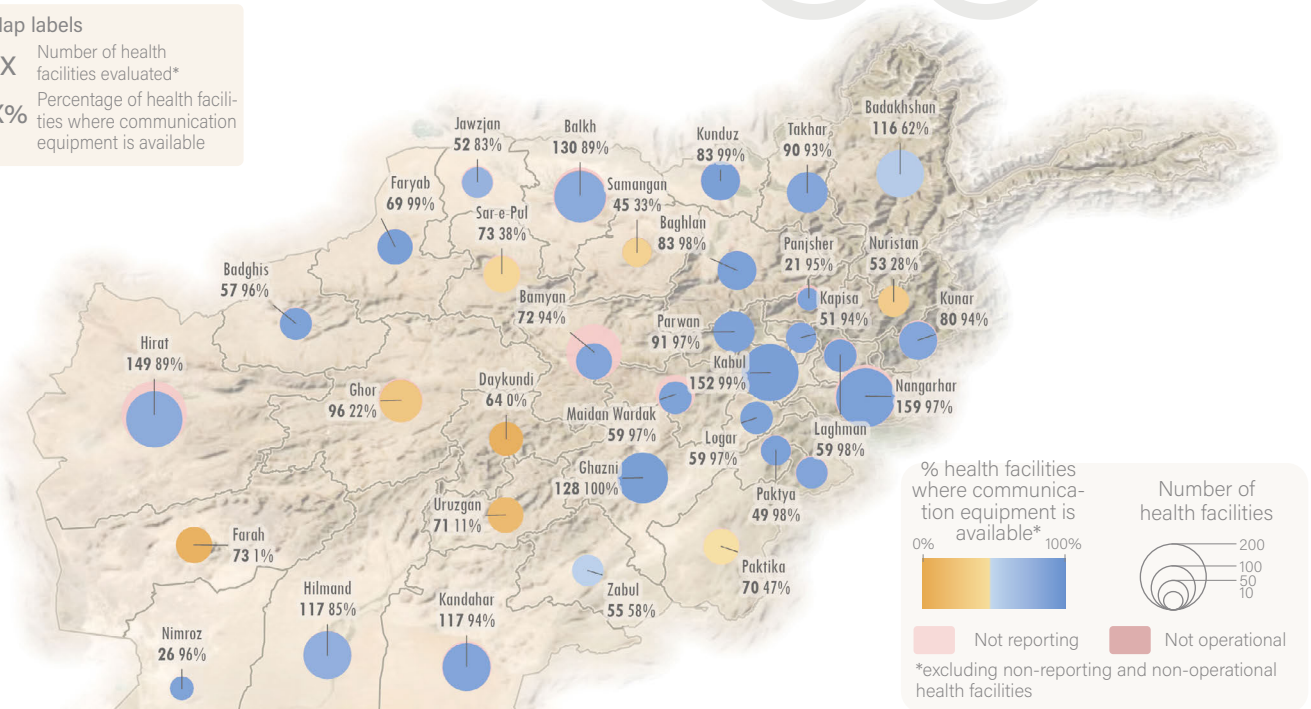 Map labels
X
Number of health
facilities evaluated*
X%
Percentage of health facili-
ties where communication
equipment is available
Badakhshan
116 62%
Jawzjan
52 83%
Balkh
130 89%
Kunduz
83 99%
Takhar
90 93%
Faryab
69 99%
Samangan
45 33%
Sar-e-Pul
73 38%
Baghlan
83 98%
Panjsher
21 95%
Nuristan
53 28%
Badghis
57 96%
Bamyan
72 94%
Kapisa
51 94%
Kunar
80 94%
Parwan
91 97%
Hirat
149 89%
Kabul
152 99%
Ghor
96 22%
Daykundi
64 0%
Nangarhar
159 97%
Maidan Wardak
59 97%
Laghman
59 98%
Logar
59 97%
Ghazni
128 100%
Paktya
49 98%
Uruzgan
71 11%
Farah
73 1%
Paktika
70 47%
Hilmand
117 85%
Kandahar
117 94%
Zabul
55 58%
Nimroz
26 96%
% health facilities
where communica-
tion equipment is
available*
0%
100%
Number of
health facilities
200
100
50
10
Not reporting
Not operational
*excluding non-reporting and non-operational
health facilities